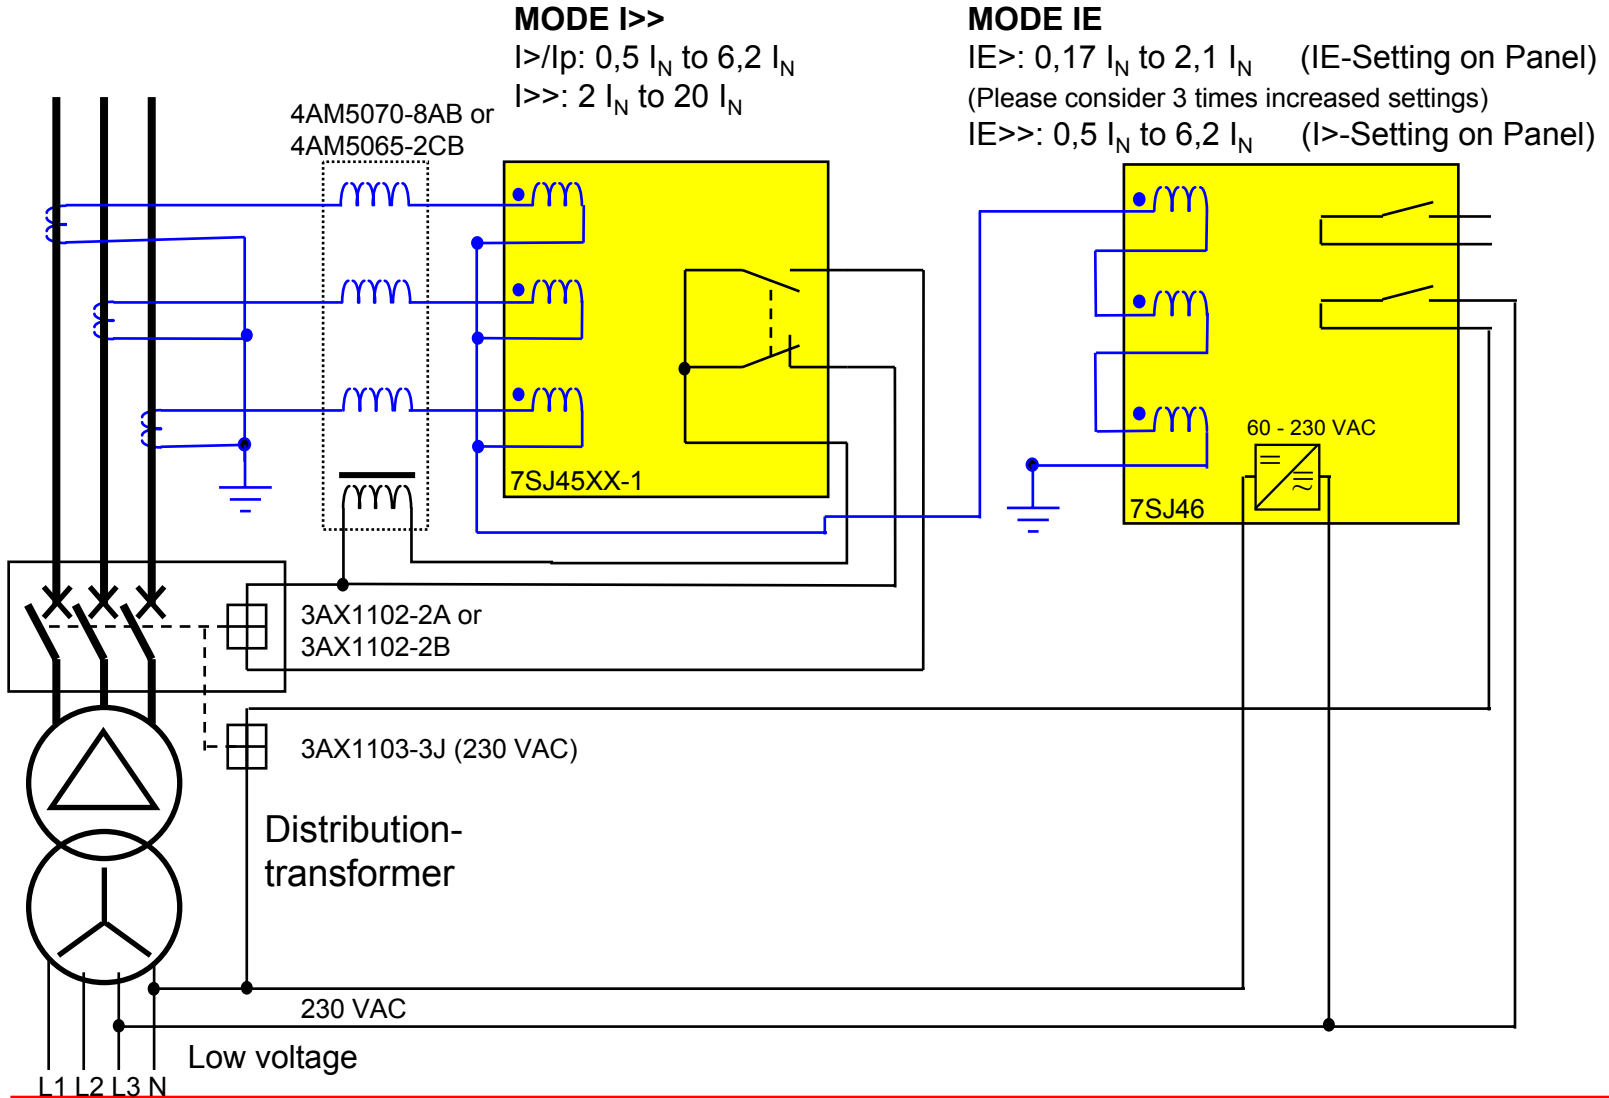 MODE I>>
I>/Ip: 0,5 IN to 6,2 IN
I>>: 2 IN to 20 IN
MODE IE
IE>: 0,17 IN to 2,1 IN (IE-Setting on Panel)
(Please consider 3 times increased settings)
IE>>: 0,5 IN to 6,2 IN (I>-Setting on Panel)
4AM5070-8AB or
4AM5065-2CB
7SJ45XX-1
60 - 230 VAC
7SJ46
3AX1102-2A or
3AX1102-2B
3AX1103-3J (230 VAC)
Distribution-
transformer
230 VAC
Low voltage
L1 L2 L3 N